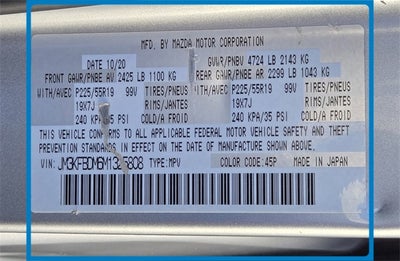 MFD. BY MAZDA MOTOR CORPORATION
DATE 10/20 GVWR/PNBV 4724 LB 2143 KG
FRONT GAWR/PNBE AV 2425 LB 1100 KG REAR GAWR/PNBE AR 2299 LB 1043 KG
WITH/AVEC P225/55R19 99V TIRES/PNEUS WITH/AVEC P225/55R19 99V TIRES/PNEUS
19X7J RIMS/JANTES 19X7J RIMS/JANTES
240 KPA/35 PSI COLD/A FROID 240 KPA/35 PSI COLD/A FROID
THIS VEHICLE CONFORMS TO ALL APPLICABLE FEDERAL MOTOR VEHICLE SAFETY AND THEFT
PREVENTION STANDARDS IN EFFECT ON THE DATE OF MANUFACTURE SHOWN ABOVE.
VIN: TYPE:MPV COLOR CODE:45P MADE IN JAPAN